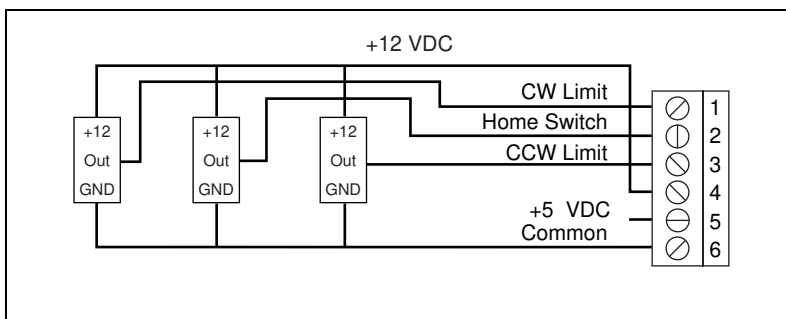 +12 VDC
CW Limit
Home Switch
CCW Limit
+12
Out
GND
+12
Out
GND
+12
Out
GND
+5 VDC
Common
1
2
3
4
5
6